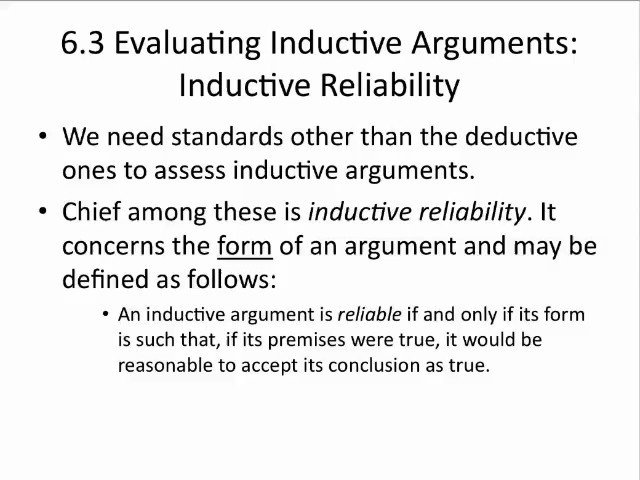 6.3 Evaluating Inductive Arguments:
Inductive Reliability
• We need standards other than the deductive
ones to assess inductive arguments.
• Chief among these is inductive reliability. It
concerns the form of an argument and may be
defined as follows:
• An inductive argument is reliable if and only if its form
is such that, if its premises were true, it would be
reasonable to accept its conclusion as true.